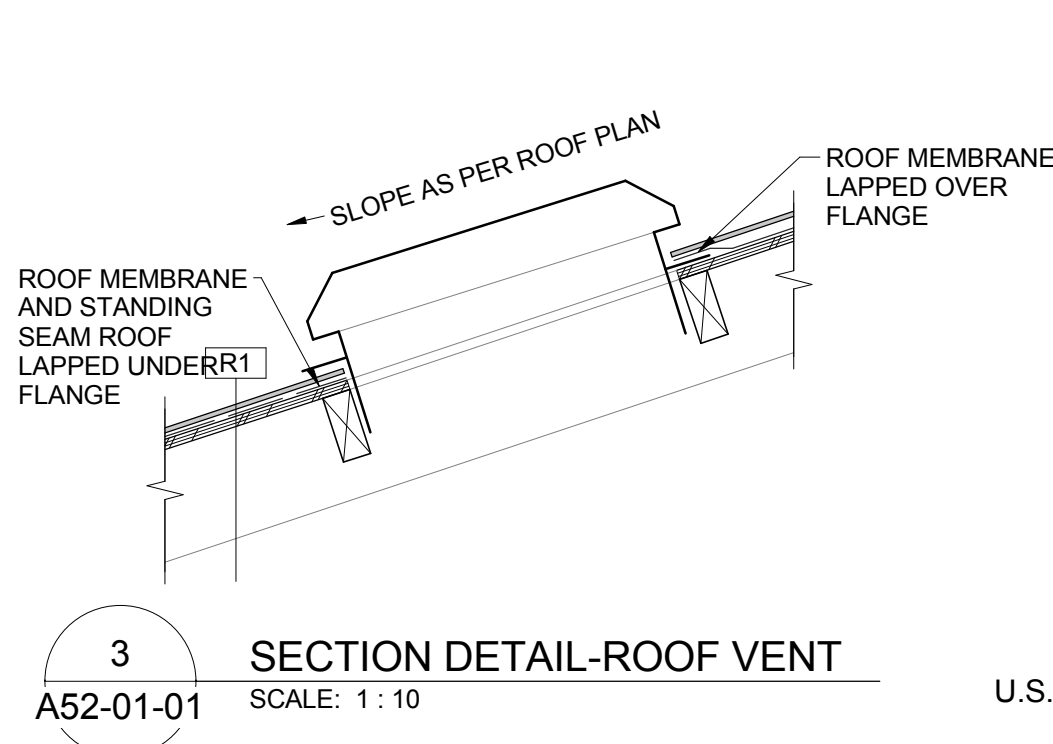 SLOPE AS PER ROOF PLAN
ROOF MEMBRANE
LAPPED OVER
FLANGE
ROOF MEMBRANE
AND STANDING
SEAM ROOF
LAPPED UNDER
FLANGE
R1
3
A52-01-01
SECTION DETAIL-ROOF VENT
SCALE: 1 : 10
U.S.